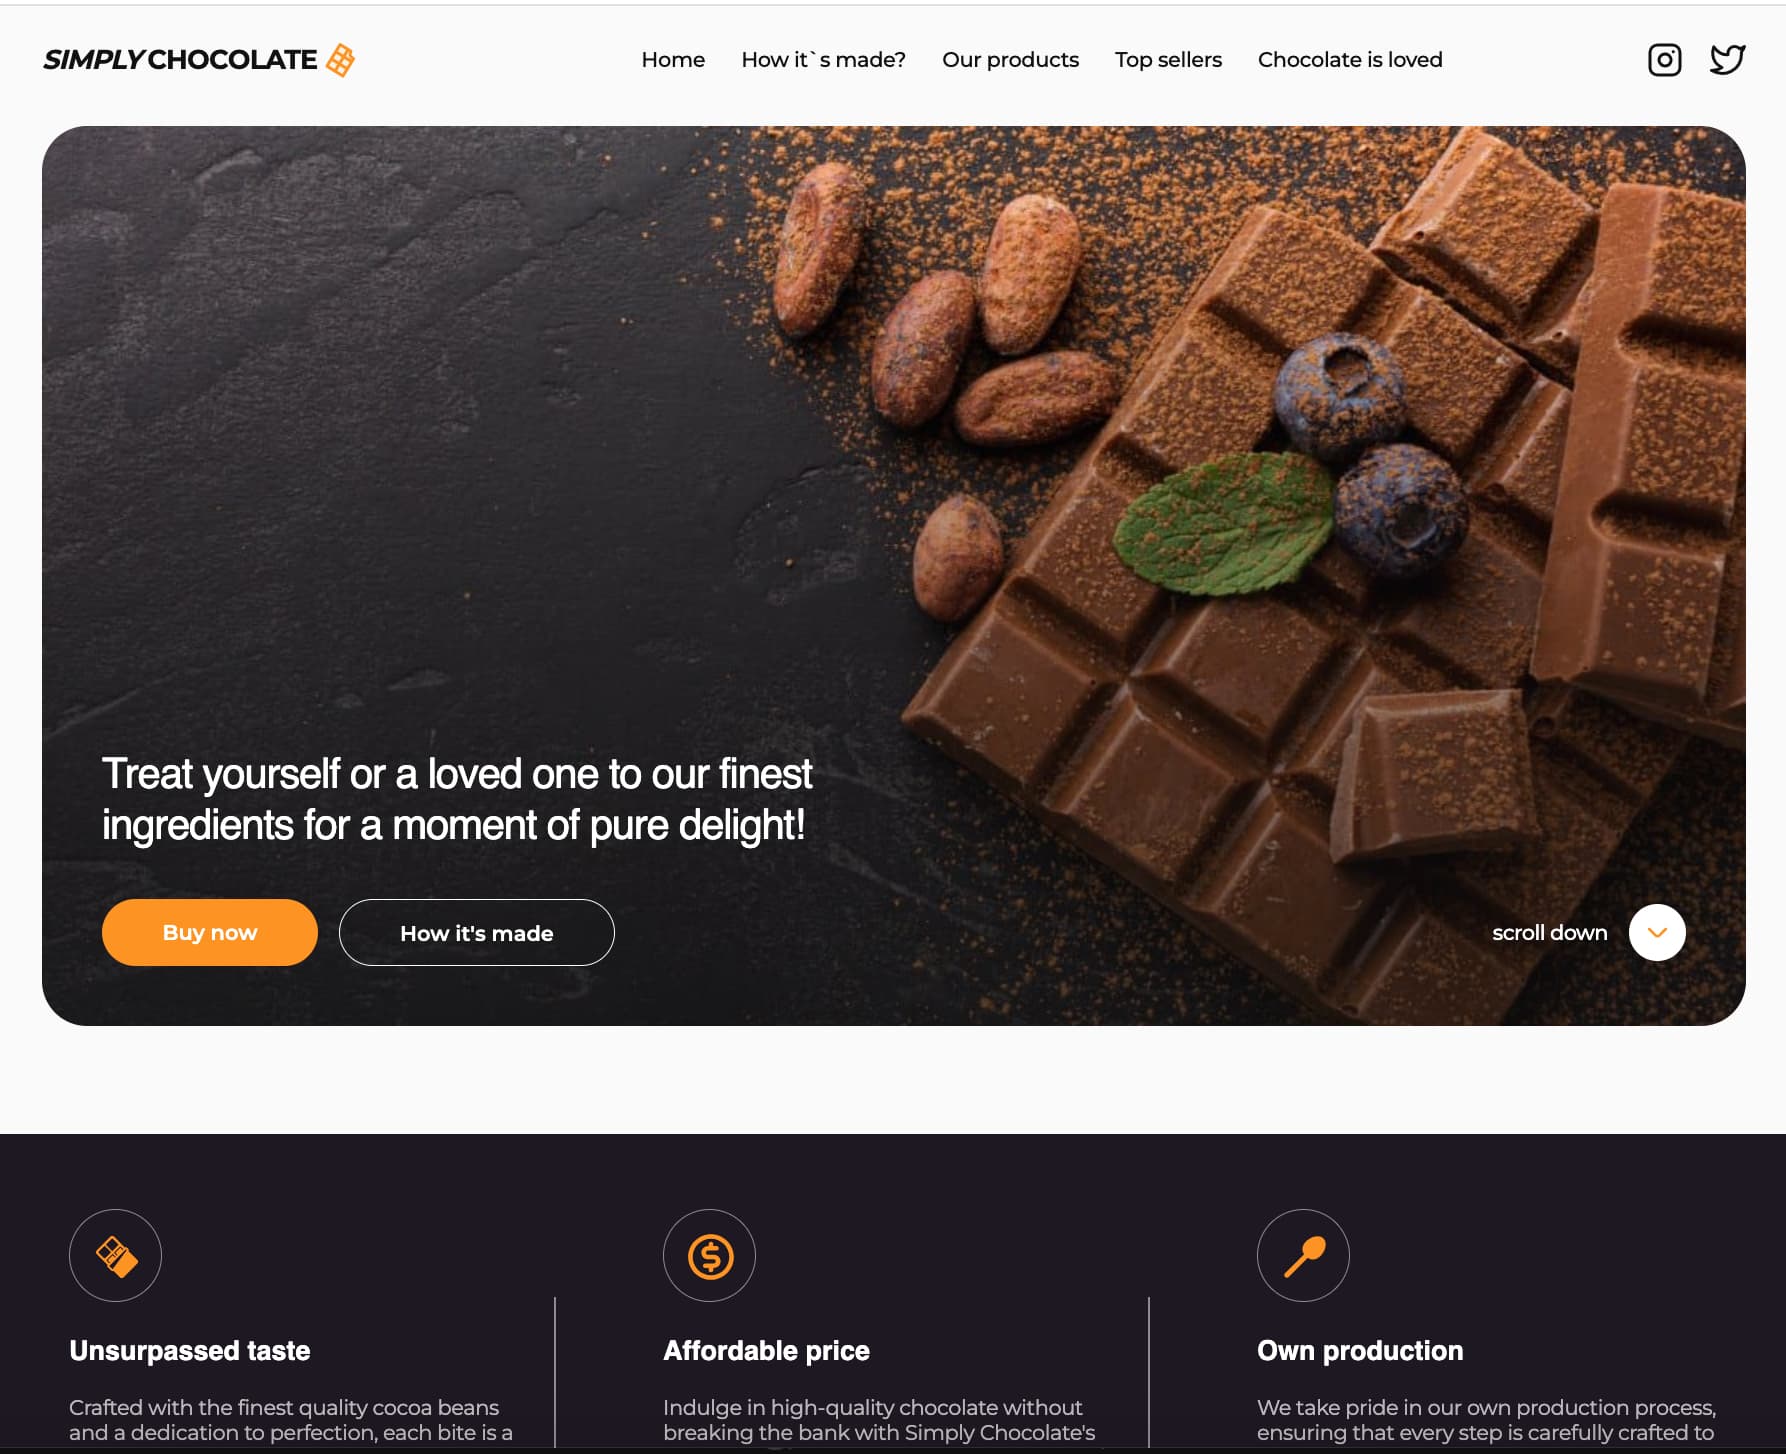 SIMPLY CHOCOLATE
Home How it`s made? Our products Top sellers Chocolate is loved
Treat yourself or a loved one to our finest
ingredients for a moment of pure delight!
Buy now How it's made scroll down
Unsurpassed taste
Crafted with the finest quality cocoa beans
and a dedication to perfection, each bite is a
Affordable price
Indulge in high-quality chocolate without
breaking the bank with Simply Chocolate's
Own production
We take pride in our own production process,
ensuring that every step is carefully crafted to